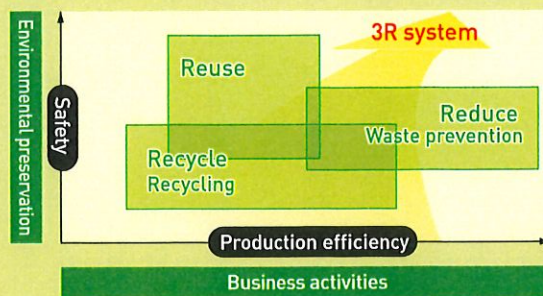 3R system
Reuse
Reduce
Waste prevention
Recycle
Recycling
Environmental preservation
Safety
Production efficiency
Business activities